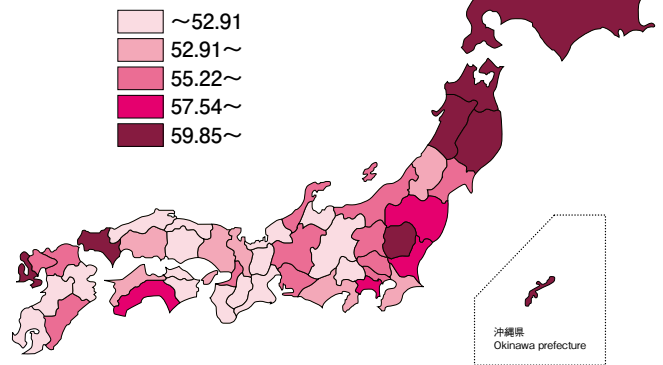 ～52.91
52.91～
55.22～
57.54～
59.85～
沖縄県
Okinawa prefecture